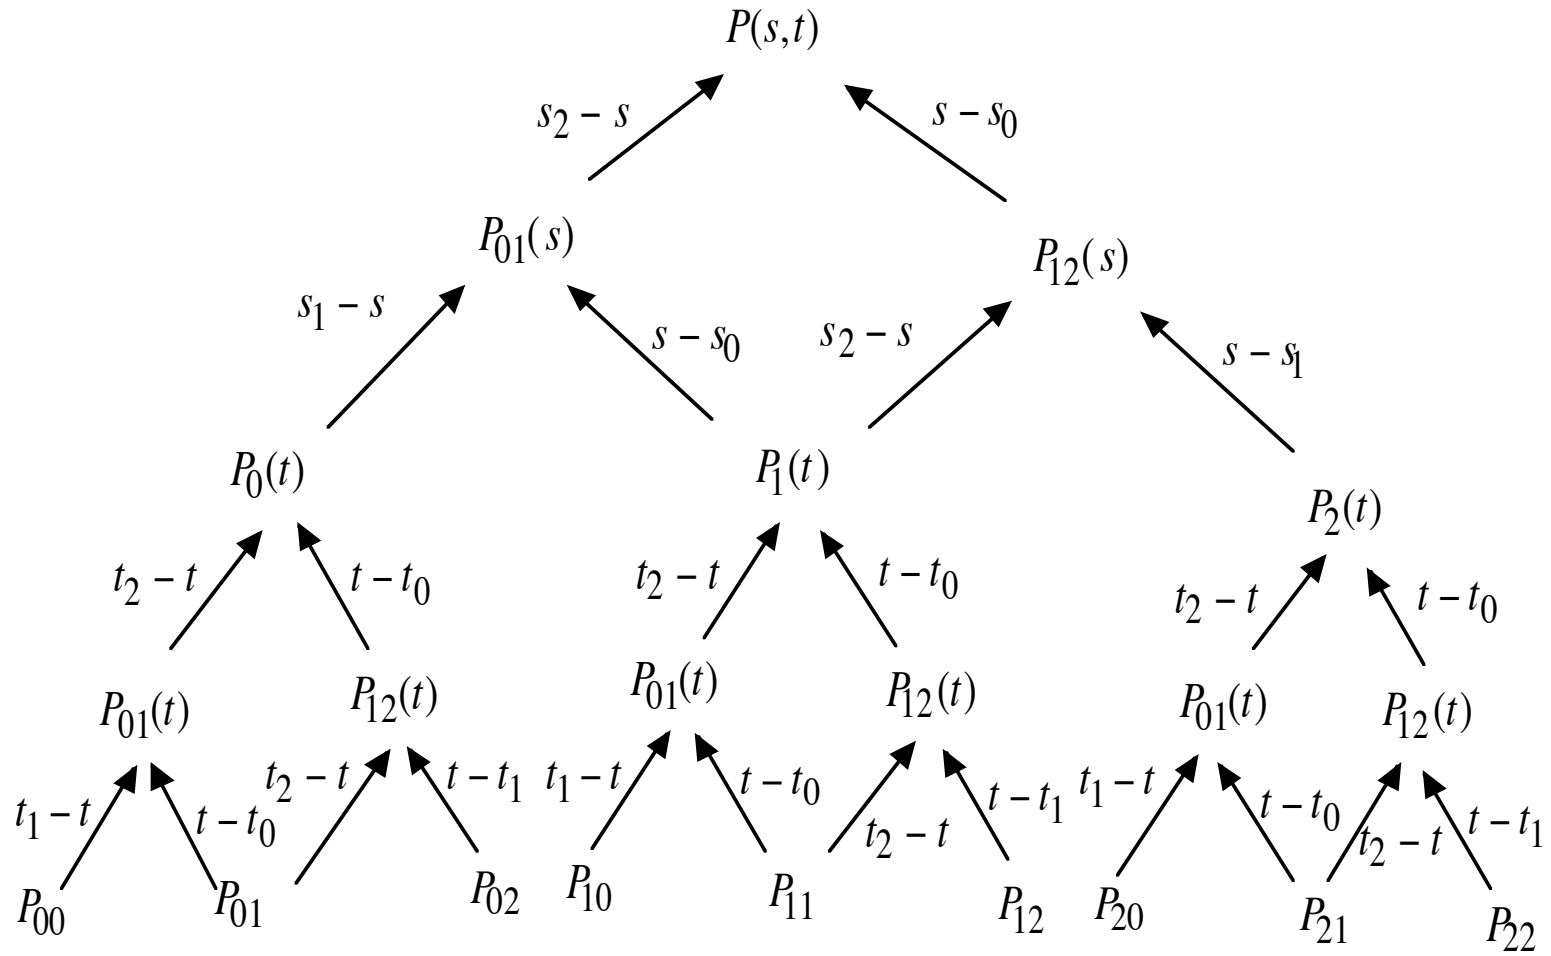 P(s,t)
s₂ − s
s − s₀
P₀₁(s)
P₁₂(s)
s₁ − s
s − s₀
s₂ − s
s − s₁
P₀(t)
P₁(t)
P₂(t)
t₂ − t
t − t₀
t₂ − t
t − t₀
t₂ − t
t − t₀
P₀₁(t)
P₁₂(t)
P₀₁(t)
P₁₂(t)
P₀₁(t)
P₁₂(t)
t₁ − t
t − t₀
t₂ − t
t − t₁
t₁ − t
t − t₀
t₂ − t
t − t₁
t₁ − t
t − t₀
t₂ − t
t − t₁
P₀₀
P₀₁
P₀₂
P₁₀
P₁₁
P₁₂
P₂₀
P₂₁
P₂₂